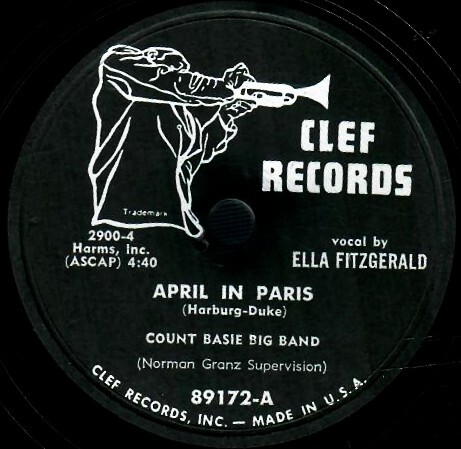 CLEF
RECORDS
Trademark
2900-4
Harms, inc.
(ASCAP) 4:40
vocal by
ELLA FITZGERALD
APRIL IN PARIS
(Harburg-Duke)
COUNT BASIE BIG BAND
(Norman Granz Supervision)
89172-A
CLEF RECORDS, INC. — MADE IN U.S.A.